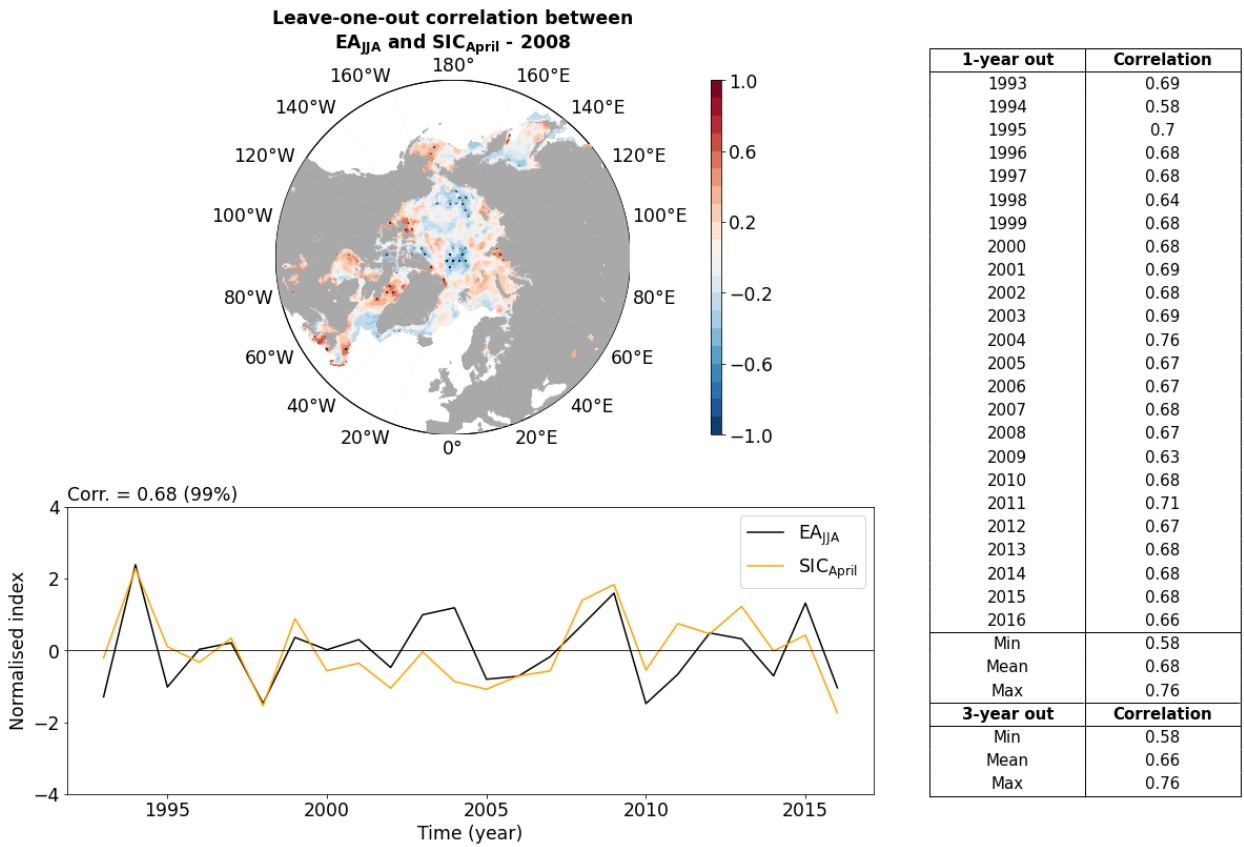 Leave-one-out correlation between
EA_JJA and SIC_April - 2008
180°
160°W
160°E
140°W
140°E
120°W
120°E
100°W
100°E
80°W
80°E
60°W
60°E
40°W
40°E
20°W
20°E
0°
1.0
0.6
0.2
−0.2
−0.6
−1.0
Corr. = 0.68 (99%)
EA_JJA
SIC_April
4
2
0
−2
−4
Normalised index
1995
2000
2005
2010
2015
Time (year)
1-year out Correlation
1993 0.69
1994 0.58
1995 0.7
1996 0.68
1997 0.68
1998 0.64
1999 0.68
2000 0.68
2001 0.69
2002 0.68
2003 0.69
2004 0.76
2005 0.67
2006 0.67
2007 0.68
2008 0.67
2009 0.63
2010 0.68
2011 0.71
2012 0.67
2013 0.68
2014 0.68
2015 0.68
2016 0.66
Min 0.58
Mean 0.68
Max 0.76
3-year out Correlation
Min 0.58
Mean 0.66
Max 0.76